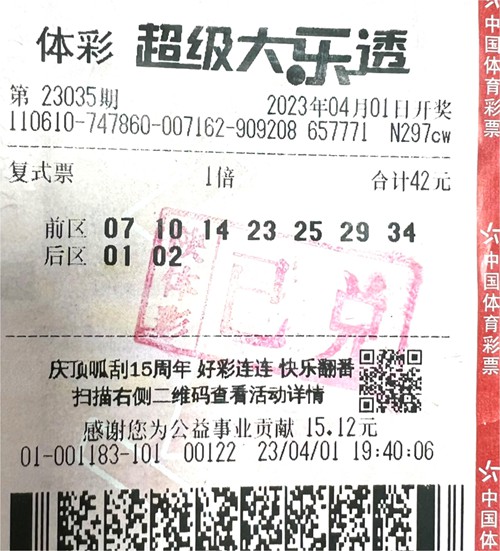 体彩 超级大乐透
第 23035期 2023年04月01日开奖
110610-747860-007162-909208 657771 N297cw
复式票 1倍 合计42元
前区 07 10 14 23 25 29 34
后区 01 02
已兑
庆顶呱刮15周年 好彩连连 快乐翻番
扫描右侧二维码查看活动详情
感谢您为公益事业贡献 15.12元
01-001183-101 00122 23/04/01 19:40:06
中国体育彩票
中国体育彩票
中国体育